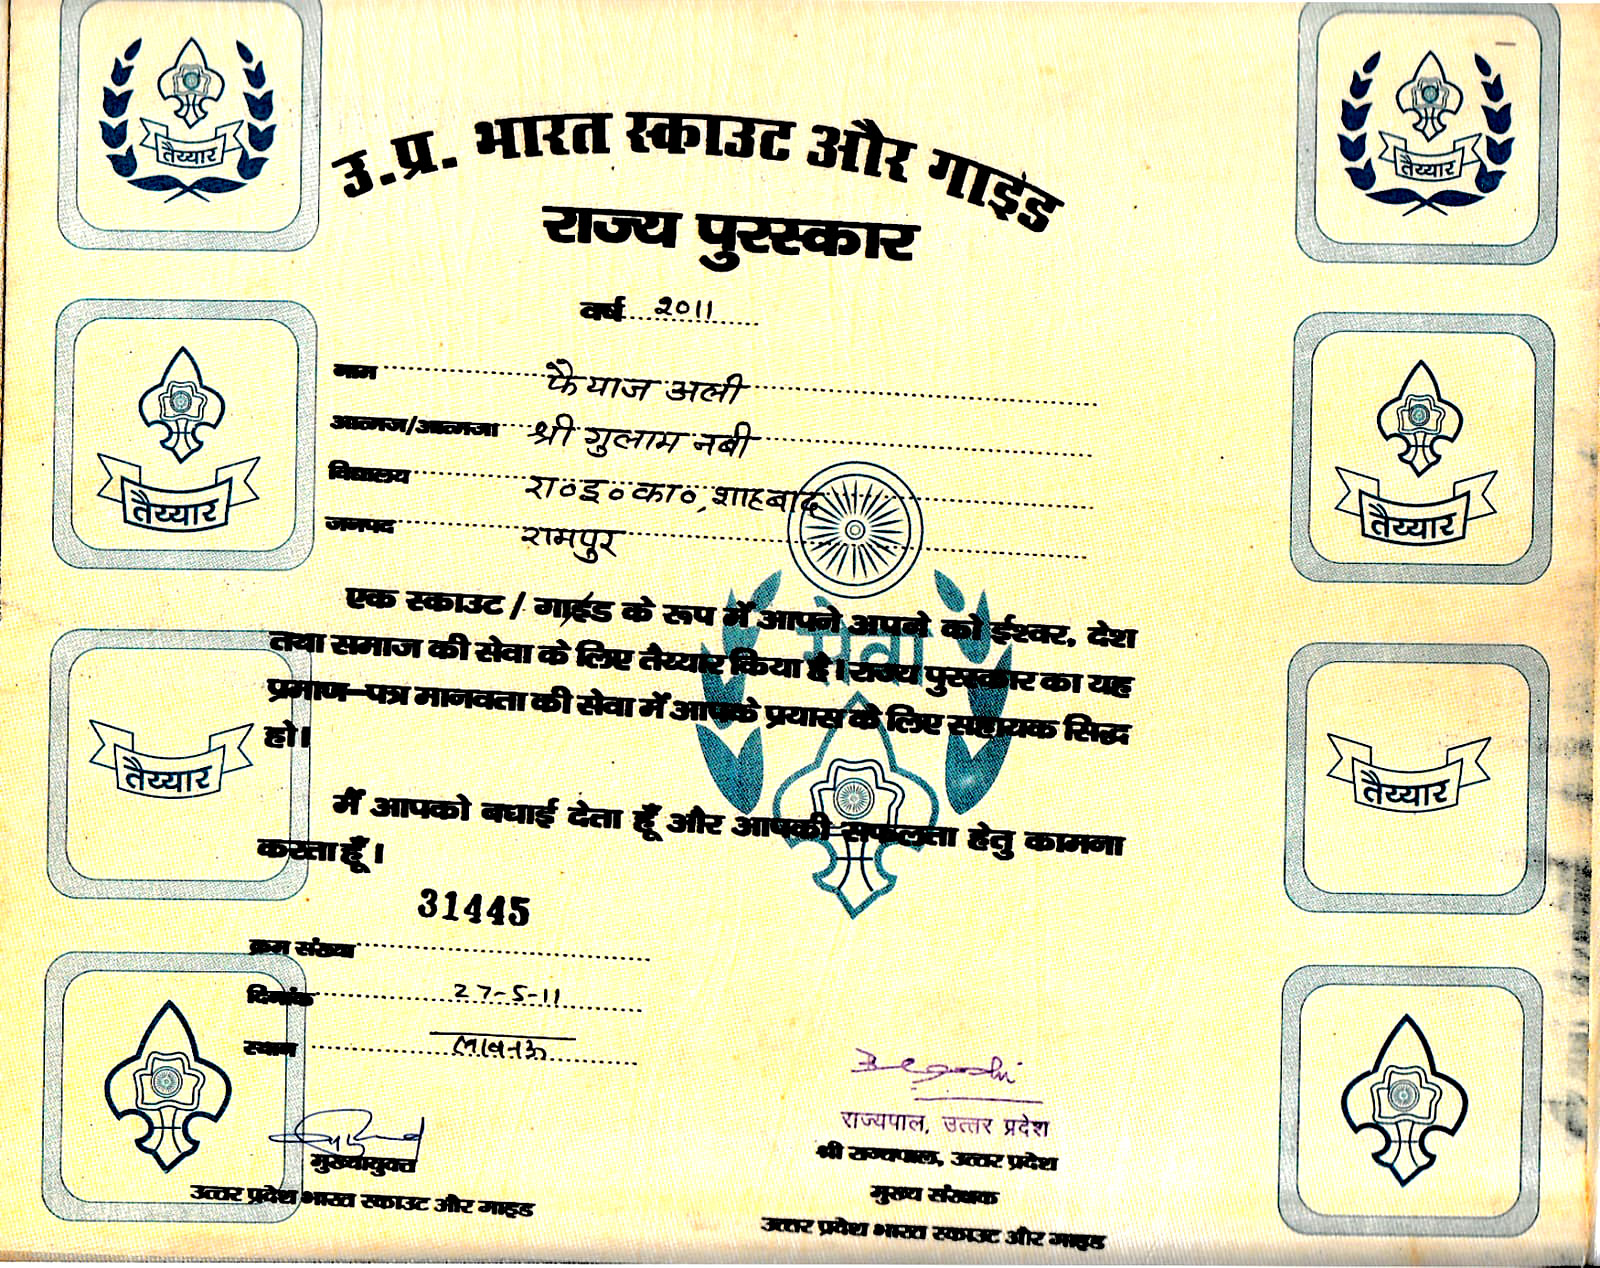 तैय्यार
तैय्यार
उ.प्र. भारत स्काउट और गाइड
राज्य पुरस्कार
वर्ष 2011
नाम फैयाज अली
आत्मज/आत्मजा श्री गुलाम नबी
विद्यालय रा०इ०का०, शाहबाद
जनपद रामपुर
तैय्यार
तैय्यार
सेवा
एक स्काउट / गाइड के रूप में आपने अपने को ईश्वर, देश
तथा समाज की सेवा के लिए तैय्यार किया है। राज्य पुरस्कार का यह
प्रमाण-पत्र मानवता की सेवा में आपके प्रयास के लिए सहायक सिद्ध
हो।
तैय्यार
तैय्यार
मैं आपको बधाई देता हूँ और आपकी सफलता हेतु कामना
करता हूँ।
31445
क्रम संख्या
दिनांक 27-5-11
स्थान लखनऊ
मुख्यायुक्त
उत्तर प्रदेश भारत स्काउट और गाइड
राज्यपाल, उत्तर प्रदेश
श्री राज्यपाल, उत्तर प्रदेश
मुख्य संरक्षक
उत्तर प्रदेश भारत स्काउट और गाइड